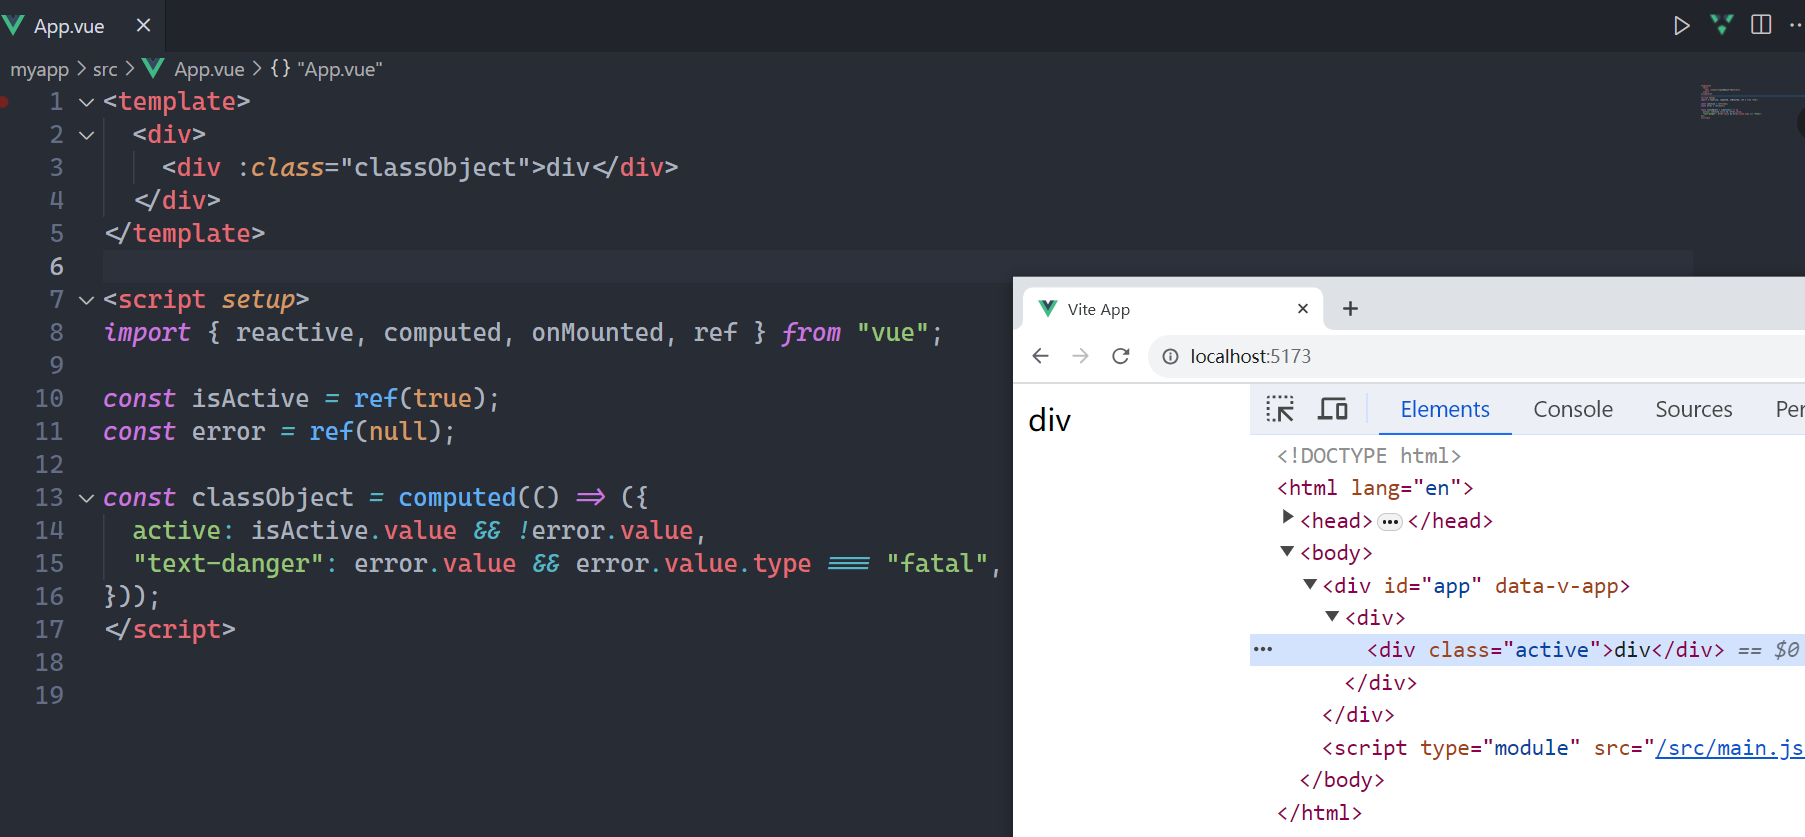 App.vue
myapp > src > App.vue > {} "App.vue"
1 <template>
2 <div>
3 <div :class="classObject">div</div>
4 </div>
5 </template>
6
7 <script setup>
8 import { reactive, computed, onMounted, ref } from "vue";
9
10 const isActive = ref(true);
11 const error = ref(null);
12
13 const classObject = computed(() => ({
14 active: isActive.value && !error.value,
15 "text-danger": error.value && error.value.type === "fatal",
16 }));
17 </script>
18
19
Vite App
localhost:5173
div
Elements Console Sources Per
<!DOCTYPE html>
<html lang="en">
<head> ••• </head>
<body>
<div id="app" data-v-app>
<div>
••• <div class="active">div</div> == $0
</div>
</div>
<script type="module" src="/src/main.js
</body>
</html>